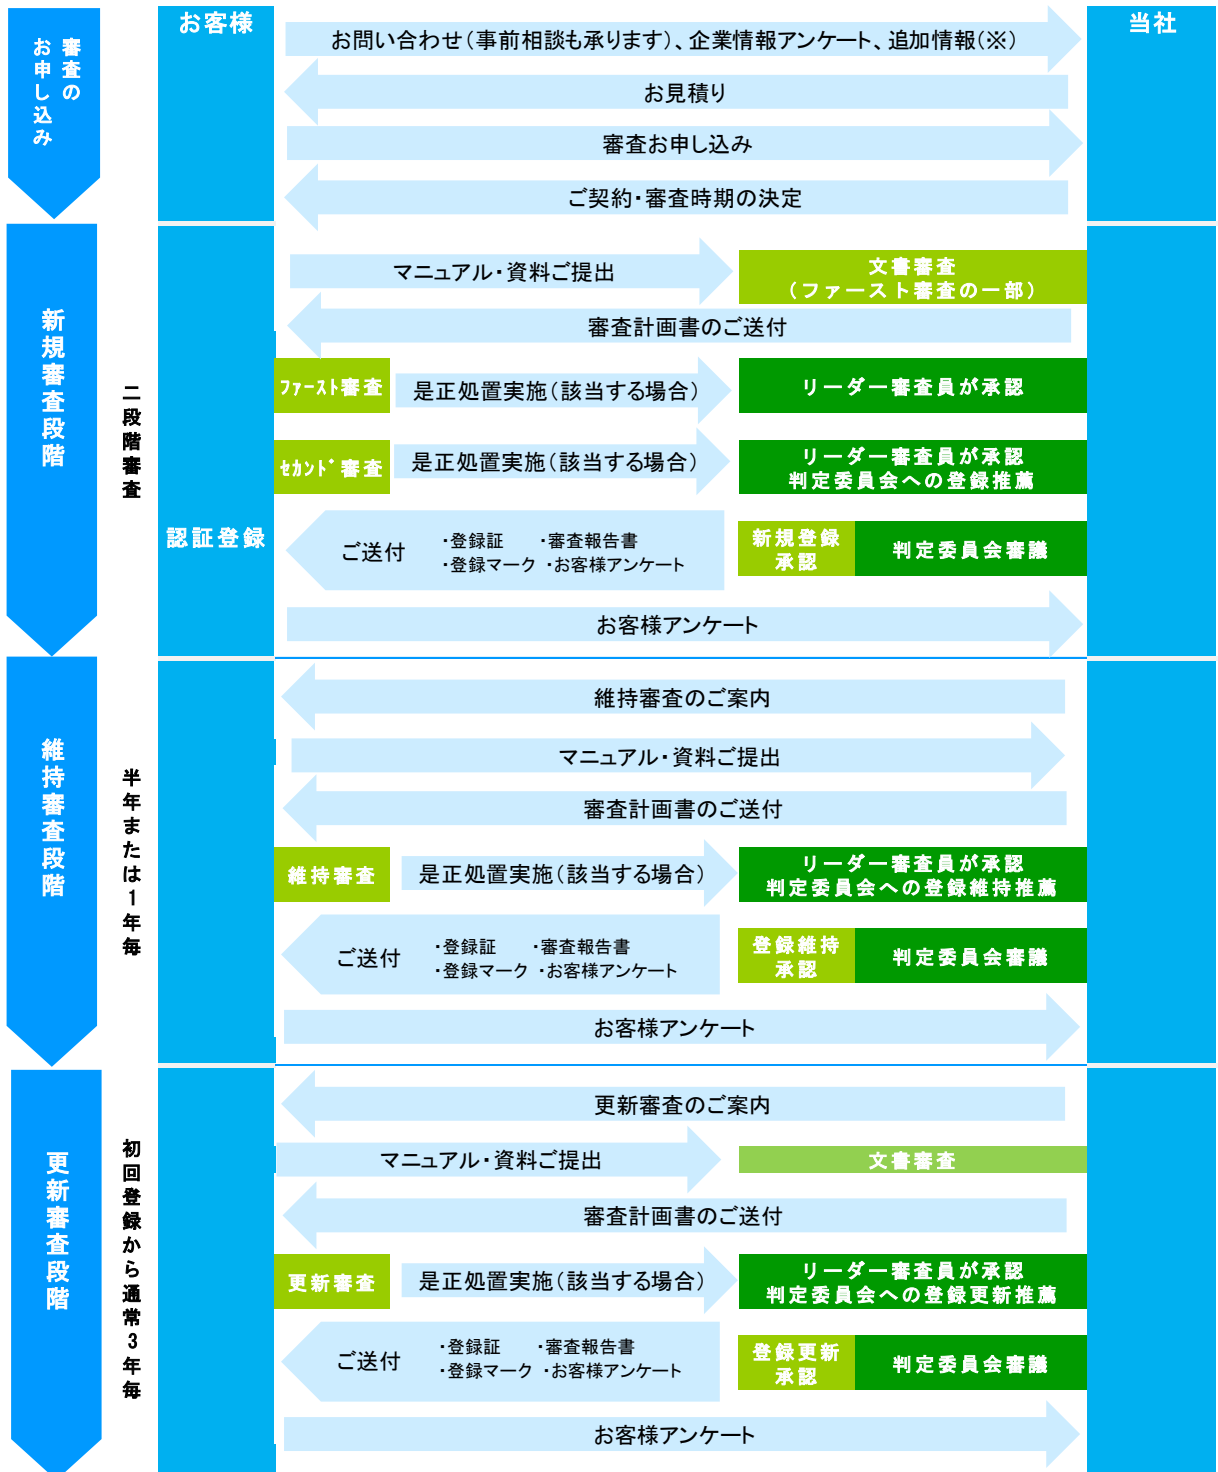 審査の
お申し込み
お客様
当社
お問い合わせ（事前相談も承ります）、企業情報アンケート、追加情報（※）
お見積り
審査お申し込み
ご契約・審査時期の決定
新規審査段階
二段階審査
マニュアル・資料ご提出
文書審査
（ファースト審査の一部）
審査計画書のご送付
ﾌｧｰｽﾄ審査
是正処置実施（該当する場合）
リーダー審査員が承認
ｾｶﾝﾄﾞ審査
是正処置実施（該当する場合）
リーダー審査員が承認
判定委員会への登録推薦
認証登録
ご送付
・登録証　・審査報告書
・登録マーク ・お客様アンケート
新規登録
承認
判定委員会審議
お客様アンケート
維持審査段階
半年または1年毎
維持審査のご案内
マニュアル・資料ご提出
審査計画書のご送付
維持審査
是正処置実施（該当する場合）
リーダー審査員が承認
判定委員会への登録維持推薦
ご送付
・登録証　・審査報告書
・登録マーク ・お客様アンケート
登録維持
承認
判定委員会審議
お客様アンケート
更新審査段階
初回登録から通常3年毎
更新審査のご案内
マニュアル・資料ご提出
文書審査
審査計画書のご送付
更新審査
是正処置実施（該当する場合）
リーダー審査員が承認
判定委員会への登録更新推薦
ご送付
・登録証　・審査報告書
・登録マーク ・お客様アンケート
登録更新
承認
判定委員会審議
お客様アンケート